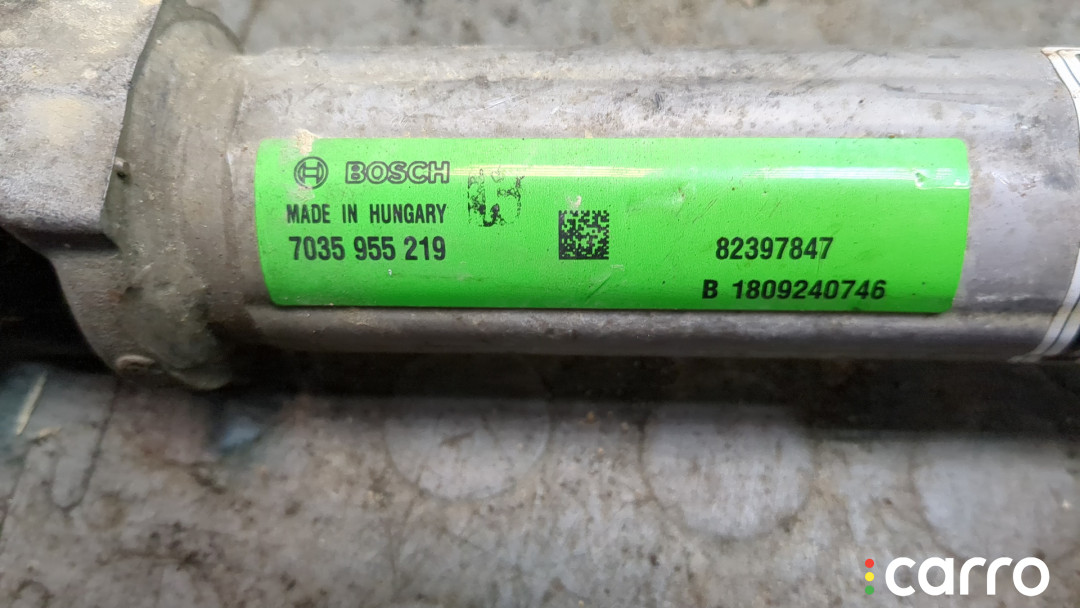 BOSCH
MADE IN HUNGARY
7035 955 219
82397847
B 1809240746
carro